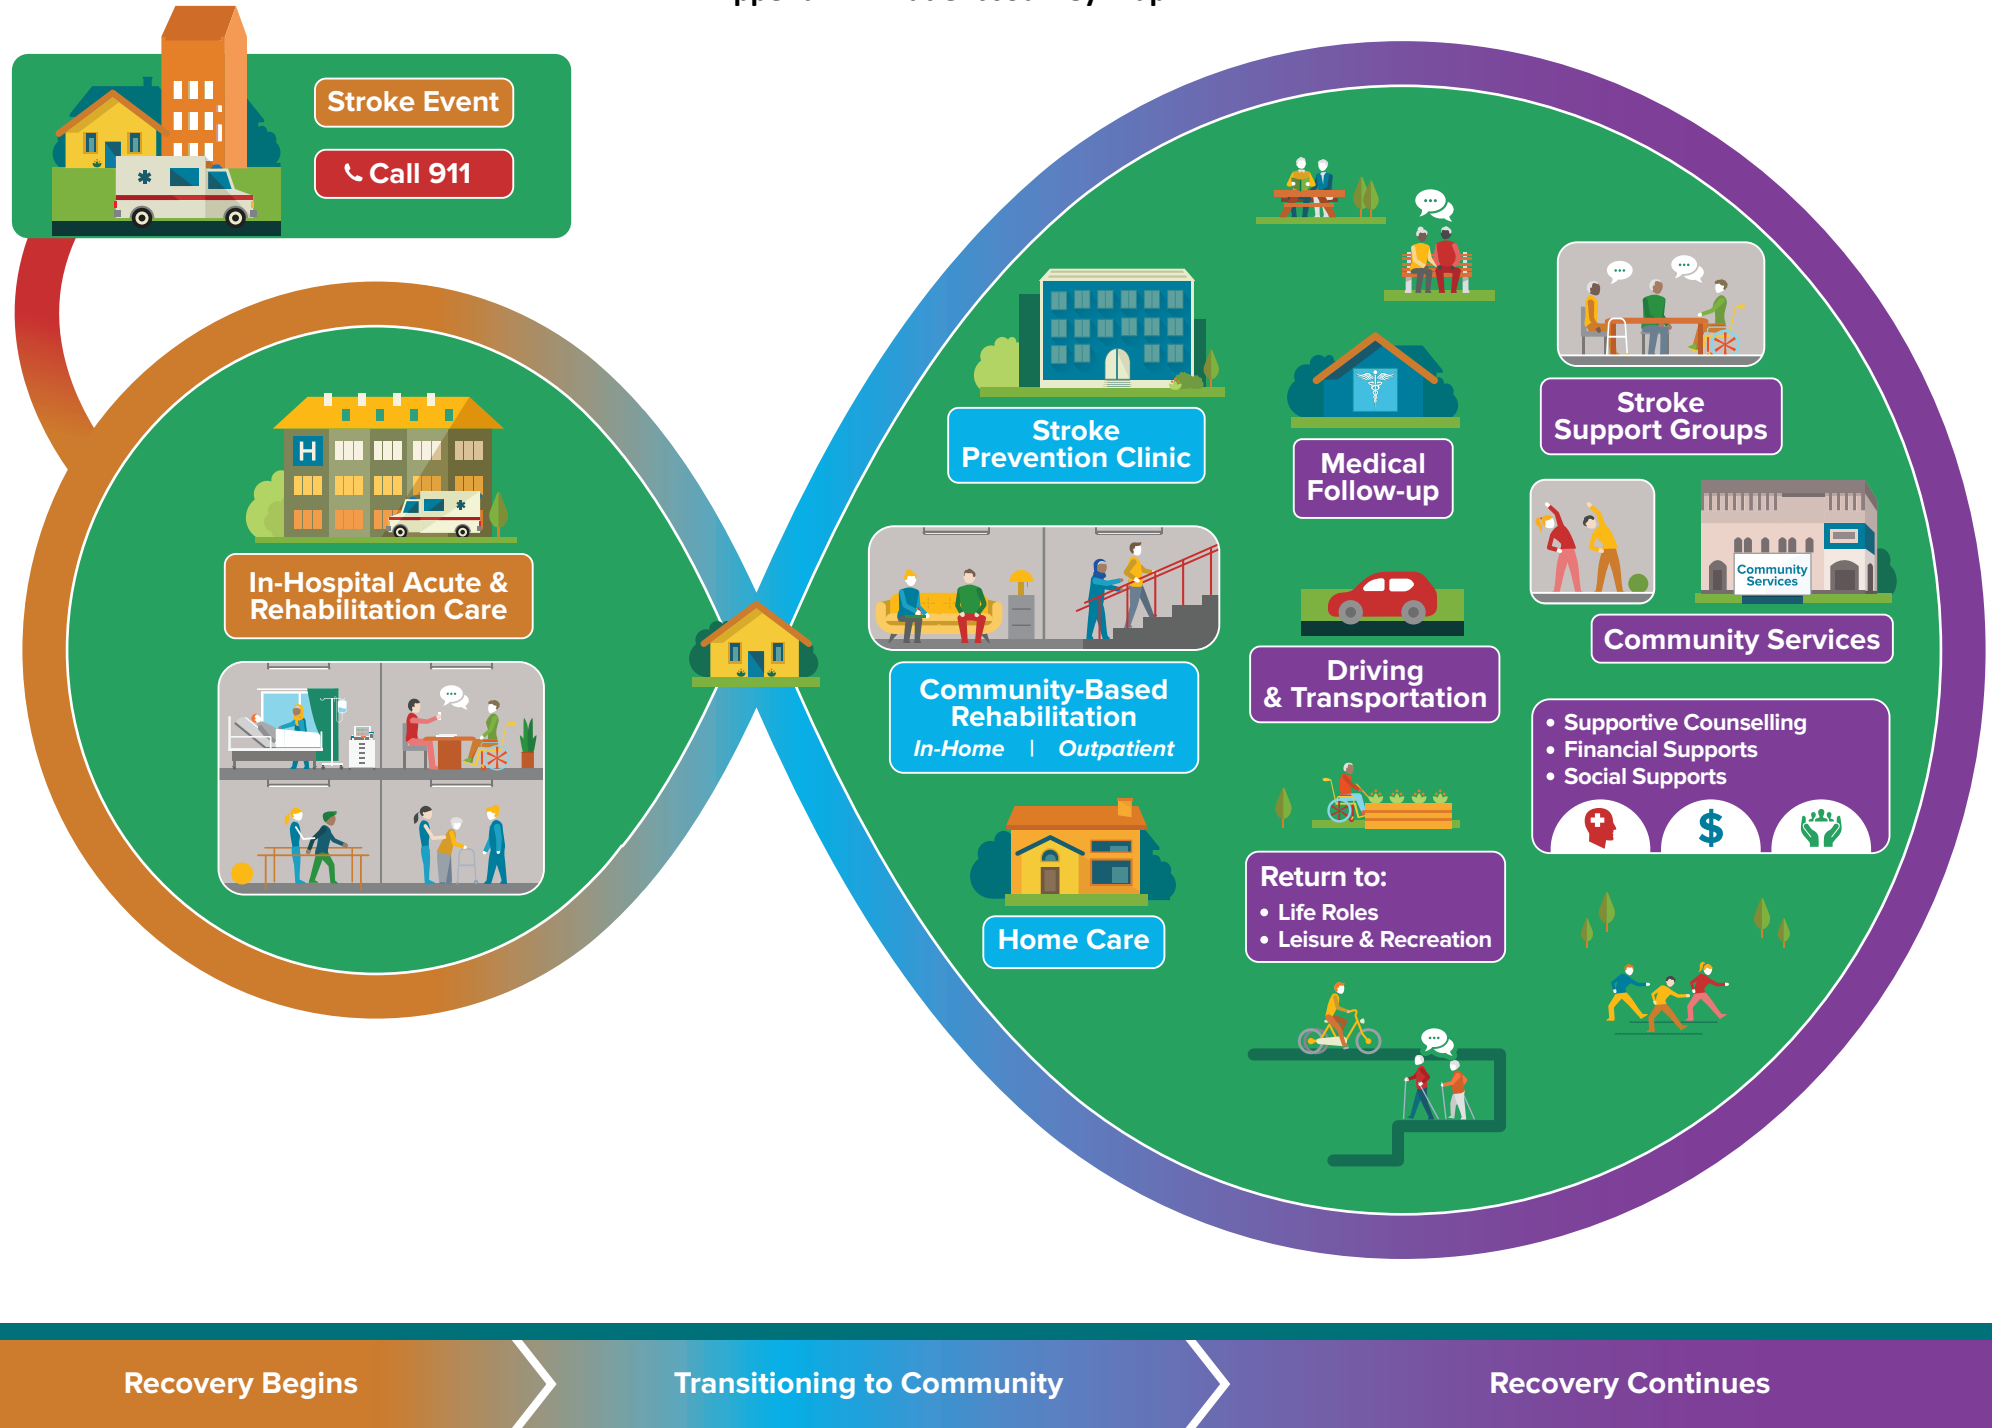 Stroke Event
Call 911
H
In-Hospital Acute &
Rehabilitation Care
Stroke
Prevention Clinic
Community-Based
Rehabilitation
In-Home | Outpatient
Home Care
Medical
Follow-up
Driving
& Transportation
Return to:
• Life Roles
• Leisure & Recreation
Stroke
Support Groups
Community
Services
Community Services
• Supportive Counselling
• Financial Supports
• Social Supports
$
Recovery Begins
Transitioning to Community
Recovery Continues